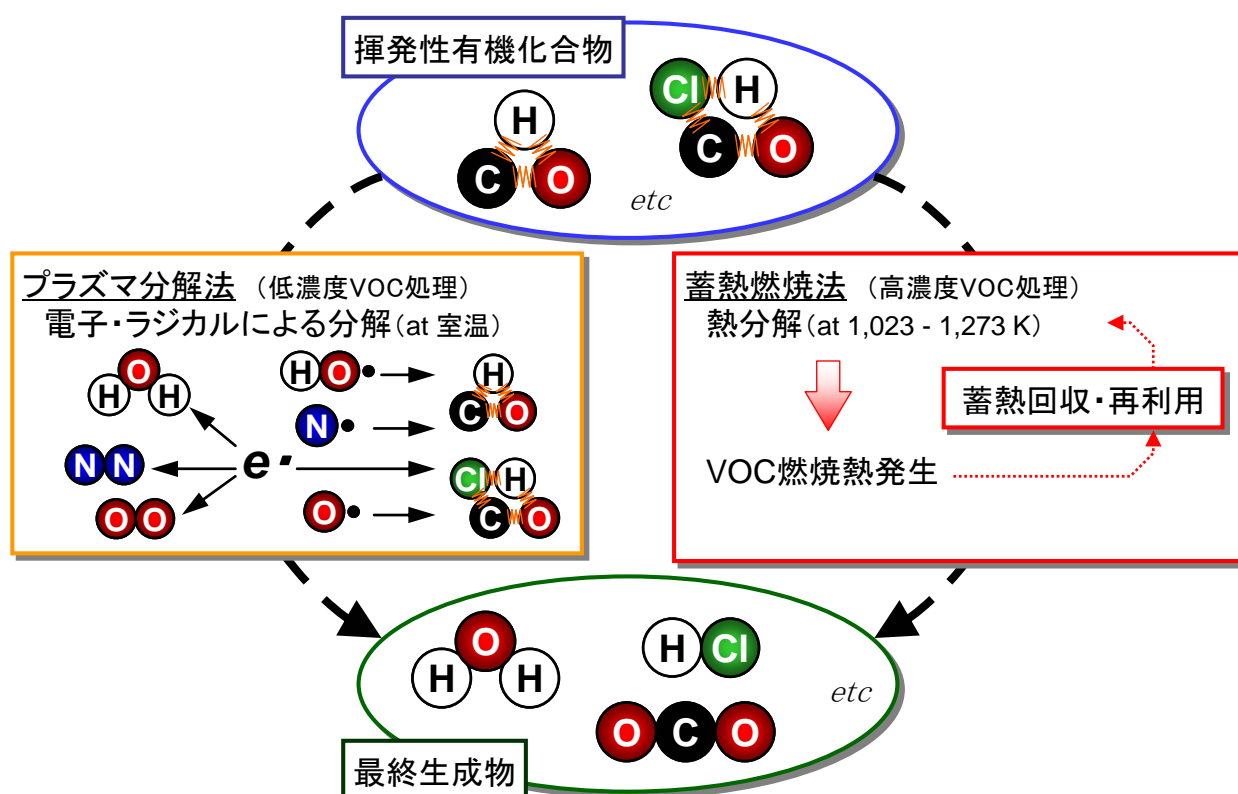 揮発性有機化合物
Cl H
H
C O
C O
etc
プラズマ分解法 (低濃度VOC処理)
電子・ラジカルによる分解(at 室温)
O
H H
H O •
H
C O
N •
N N
e •
Cl H
C O
O O
O •
蓄熱燃焼法 (高濃度VOC処理)
熱分解(at 1,023 - 1,273 K)
蓄熱回収・再利用
VOC燃焼熱発生
O
H H
H Cl
etc
O C O
最終生成物